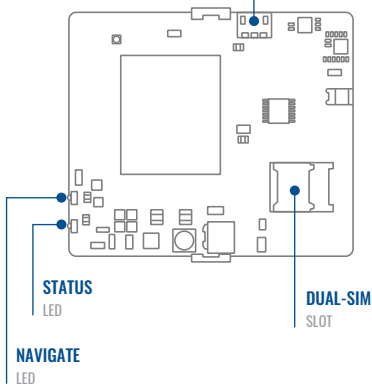 STATUS
LED
DUAL-SIM
SLOT
NAVIGATE
LED